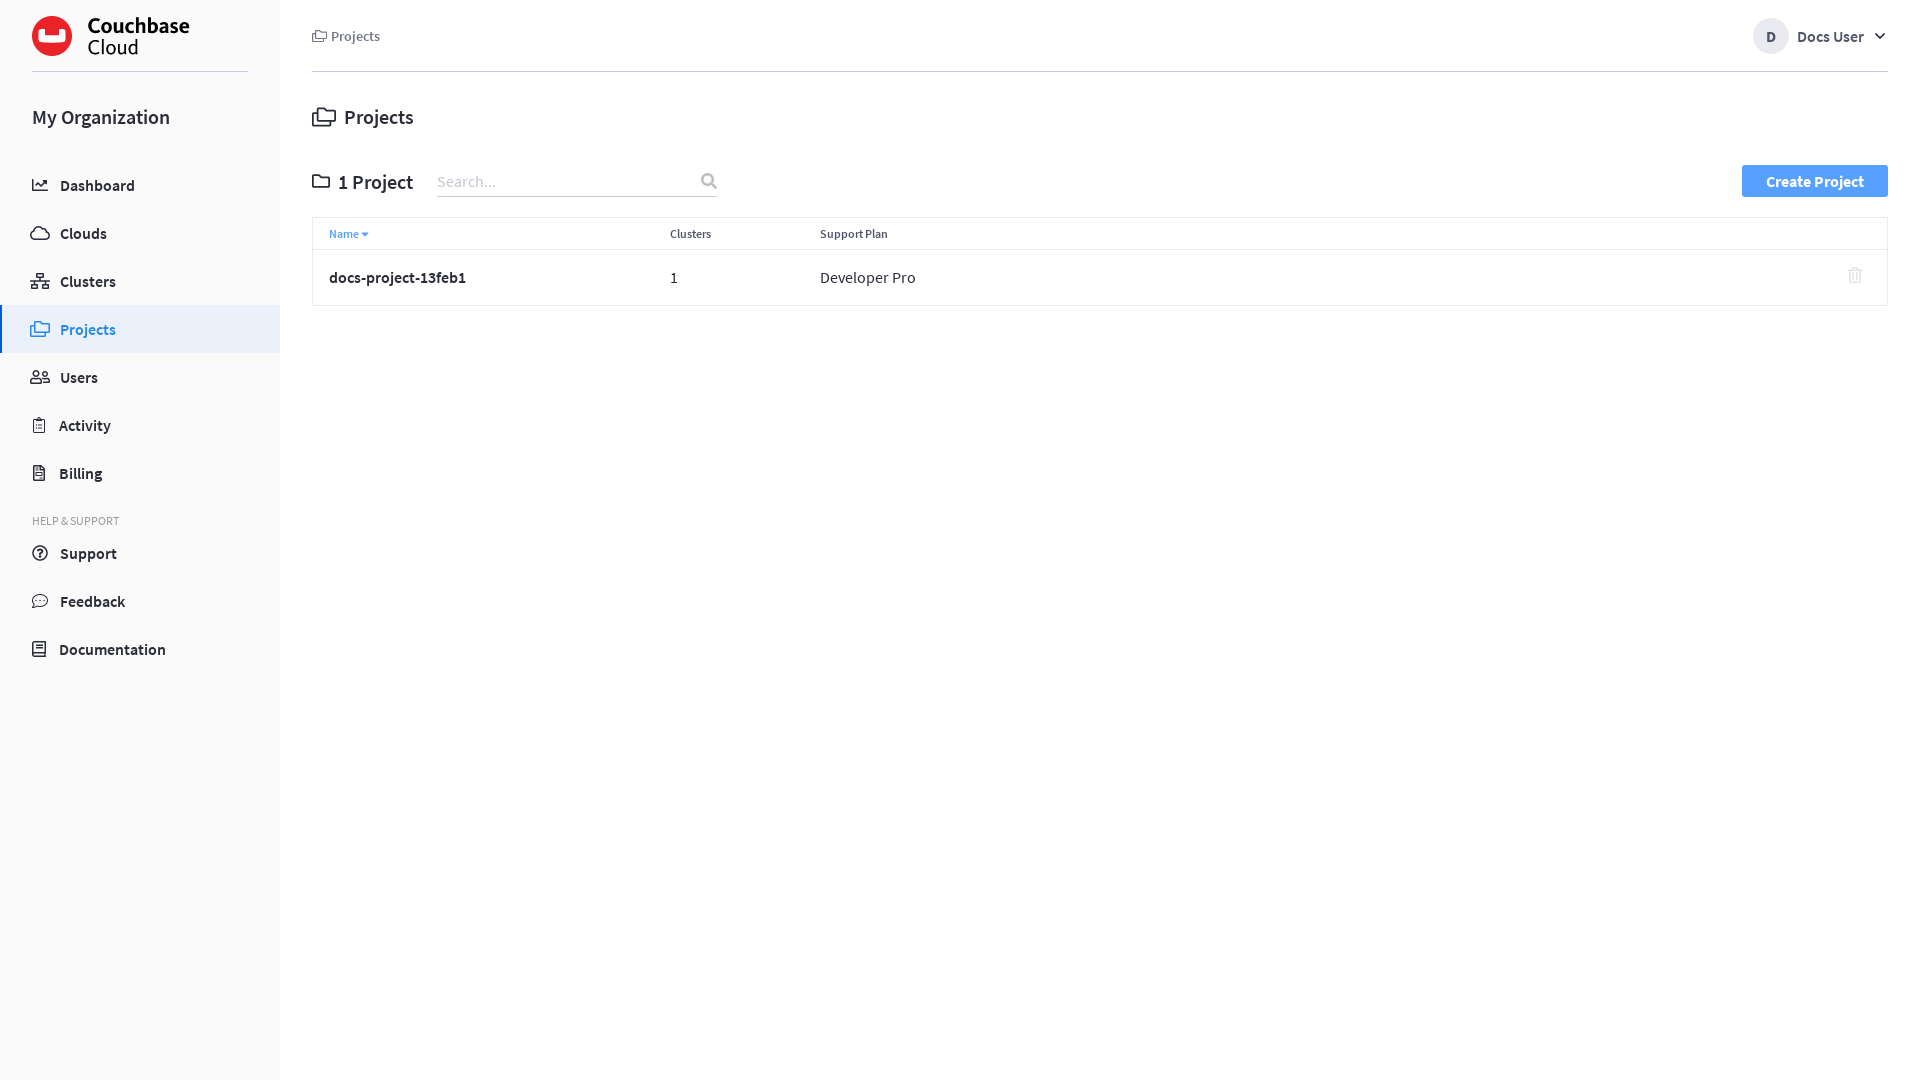 Couchbase
Cloud
Projects
D
Docs User
My Organization
Projects
Dashboard
Clouds
Clusters
Projects
Users
Activity
Billing
HELP & SUPPORT
Support
Feedback
Documentation
1 Project
Search...
Create Project
Name
Clusters
Support Plan
docs-project-13feb1
1
Developer Pro